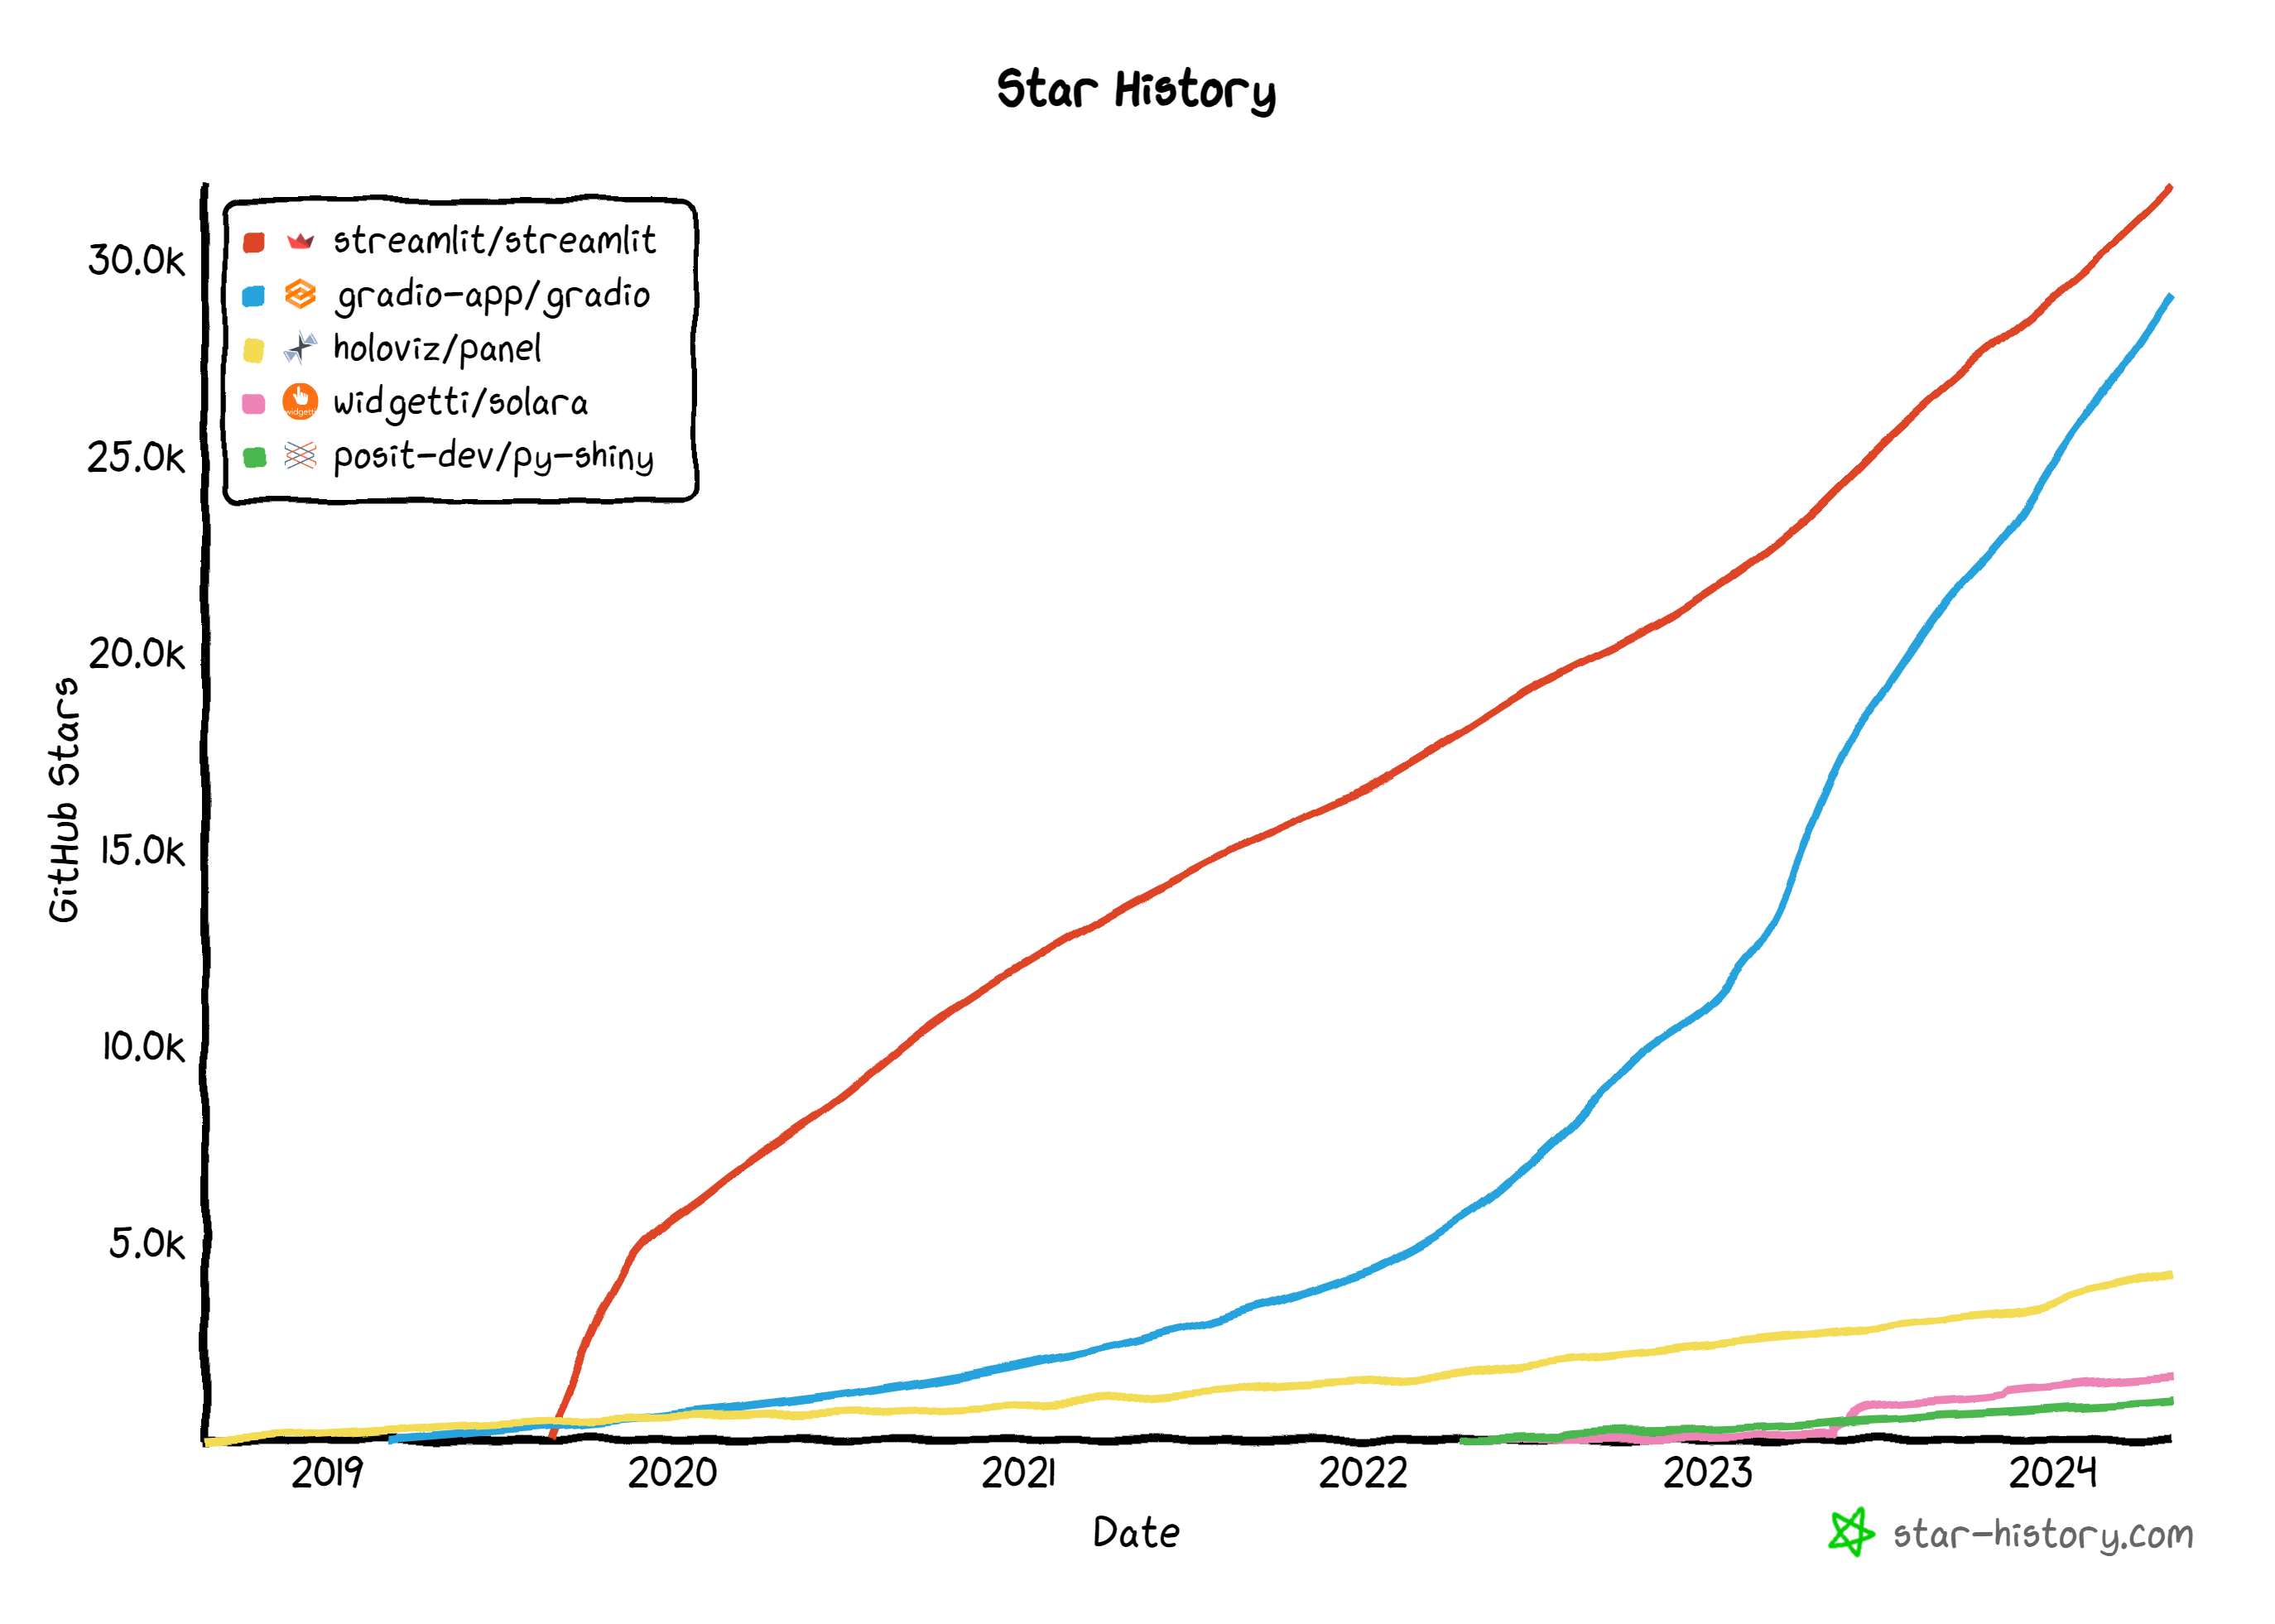 Star History
streamlit/streamlit
gradio-app/gradio
holoviz/panel
widgetti/solara
posit-dev/py-shiny
30.0K
25.0K
20.0K
15.0K
10.0K
5.0K
GitHub Stars
2019
2020
2021
2022
2023
2024
Date
star-history.com